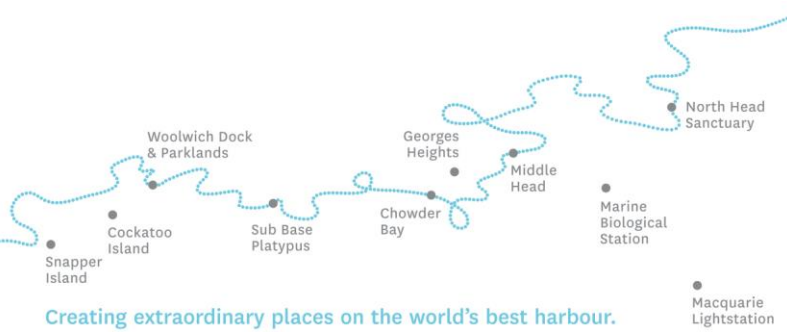 North Head
Sanctuary
Woolwich Dock
& Parklands
Georges
Heights
Middle
Head
Marine
Biological
Station
Chowder
Bay
Sub Base
Platypus
Cockatoo
Island
Snapper
Island
Macquarie
Lightstation
Creating extraordinary places on the world's best harbour.